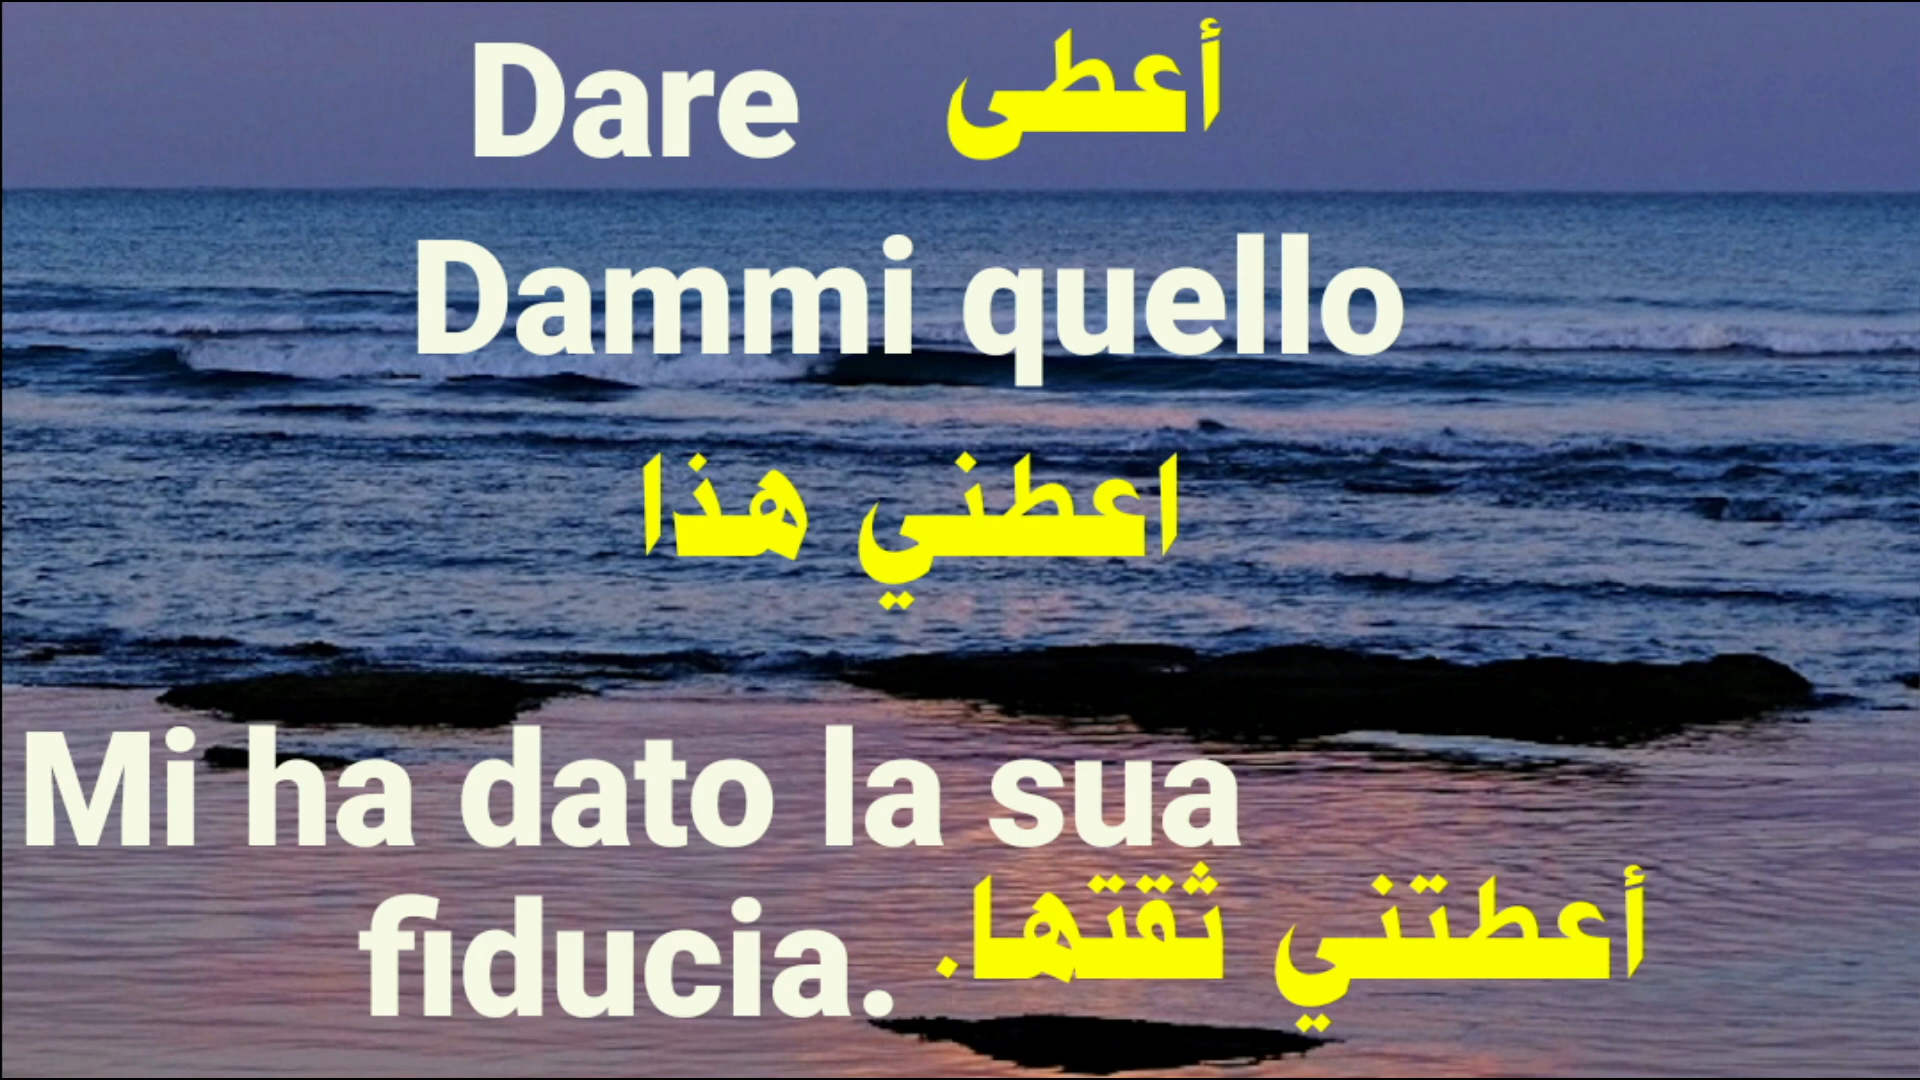 Dare أعطى
Dammi quello
اعطني هذا
Mi ha dato la sua
fiducia. أعطتني ثقتها.